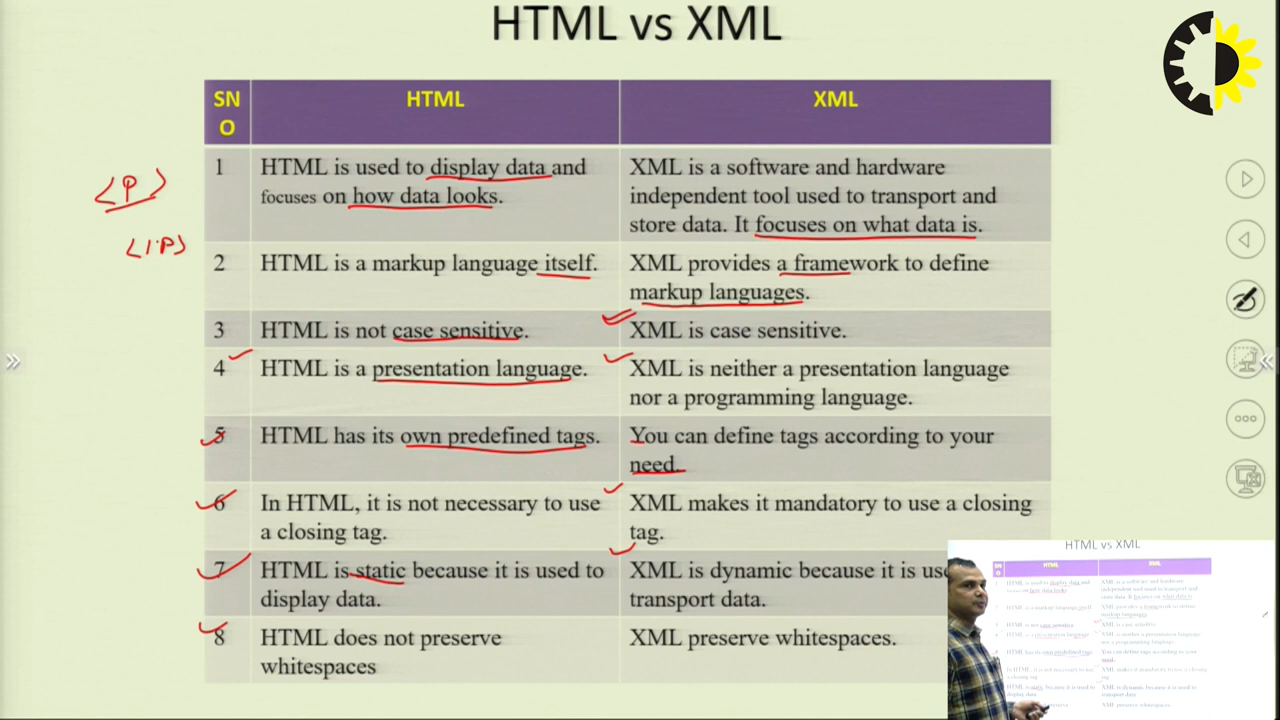 HTML vs XML
SN
O
HTML
XML
1
HTML is used to display data and
focuses on how data looks.
XML is a software and hardware
independent tool used to transport and
store data. It focuses on what data is.
<P>
<1.P>
2
HTML is a markup language itself.
XML provides a framework to define
markup languages.
3
HTML is not case sensitive.
XML is case sensitive.
4
HTML is a presentation language.
XML is neither a presentation language
nor a programming language.
5
HTML has its own predefined tags.
You can define tags according to your
need.
6
In HTML, it is not necessary to use
a closing tag.
XML makes it mandatory to use a closing
tag.
7
HTML is static because it is used to
display data.
XML is dynamic because it is
transport data.
8
HTML does not preserve
whitespaces
XML preserve whitespaces.
HTML vs XML
HTML
XML